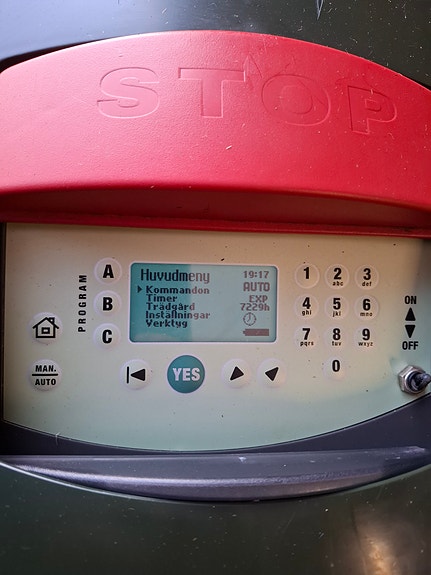 STOP
PROGRAM
A
B
C
MAN.
AUTO
Huvudmeny 19:17
Kommandon AUTO
Timer EXP
Trädgård 7229h
Inställningar
Verktyg
YES
1
2 abc
3 def
4 ghi
5 jkl
6 mno
7 pqrs
8 tuv
9 wxyz
0
ON
OFF